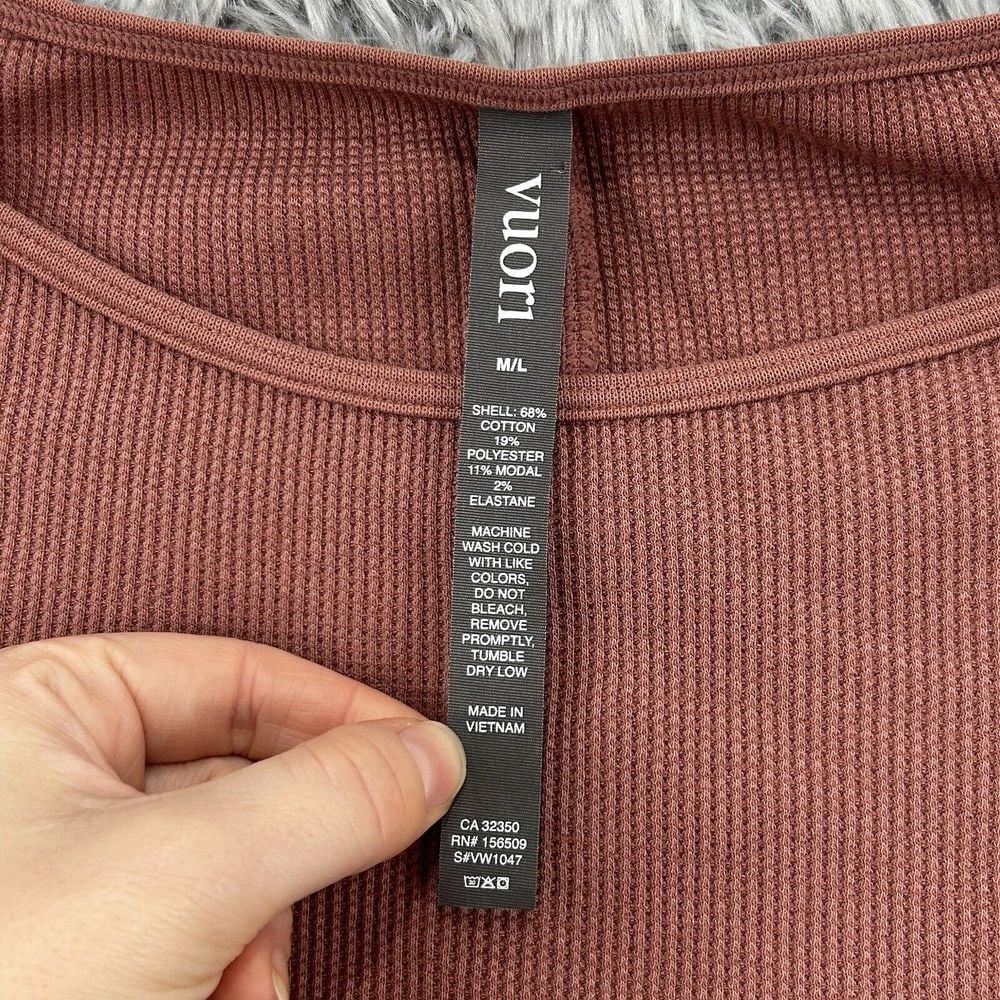 vuori
M/L
SHELL: 68%
COTTON
19%
POLYESTER
11% MODAL
2%
ELASTANE
MACHINE
WASH COLD
WITH LIKE
COLORS,
DO NOT
BLEACH,
REMOVE
PROMPTLY,
TUMBLE
DRY LOW
MADE IN
VIETNAM
CA 32350
RN# 156509
S#VW1047